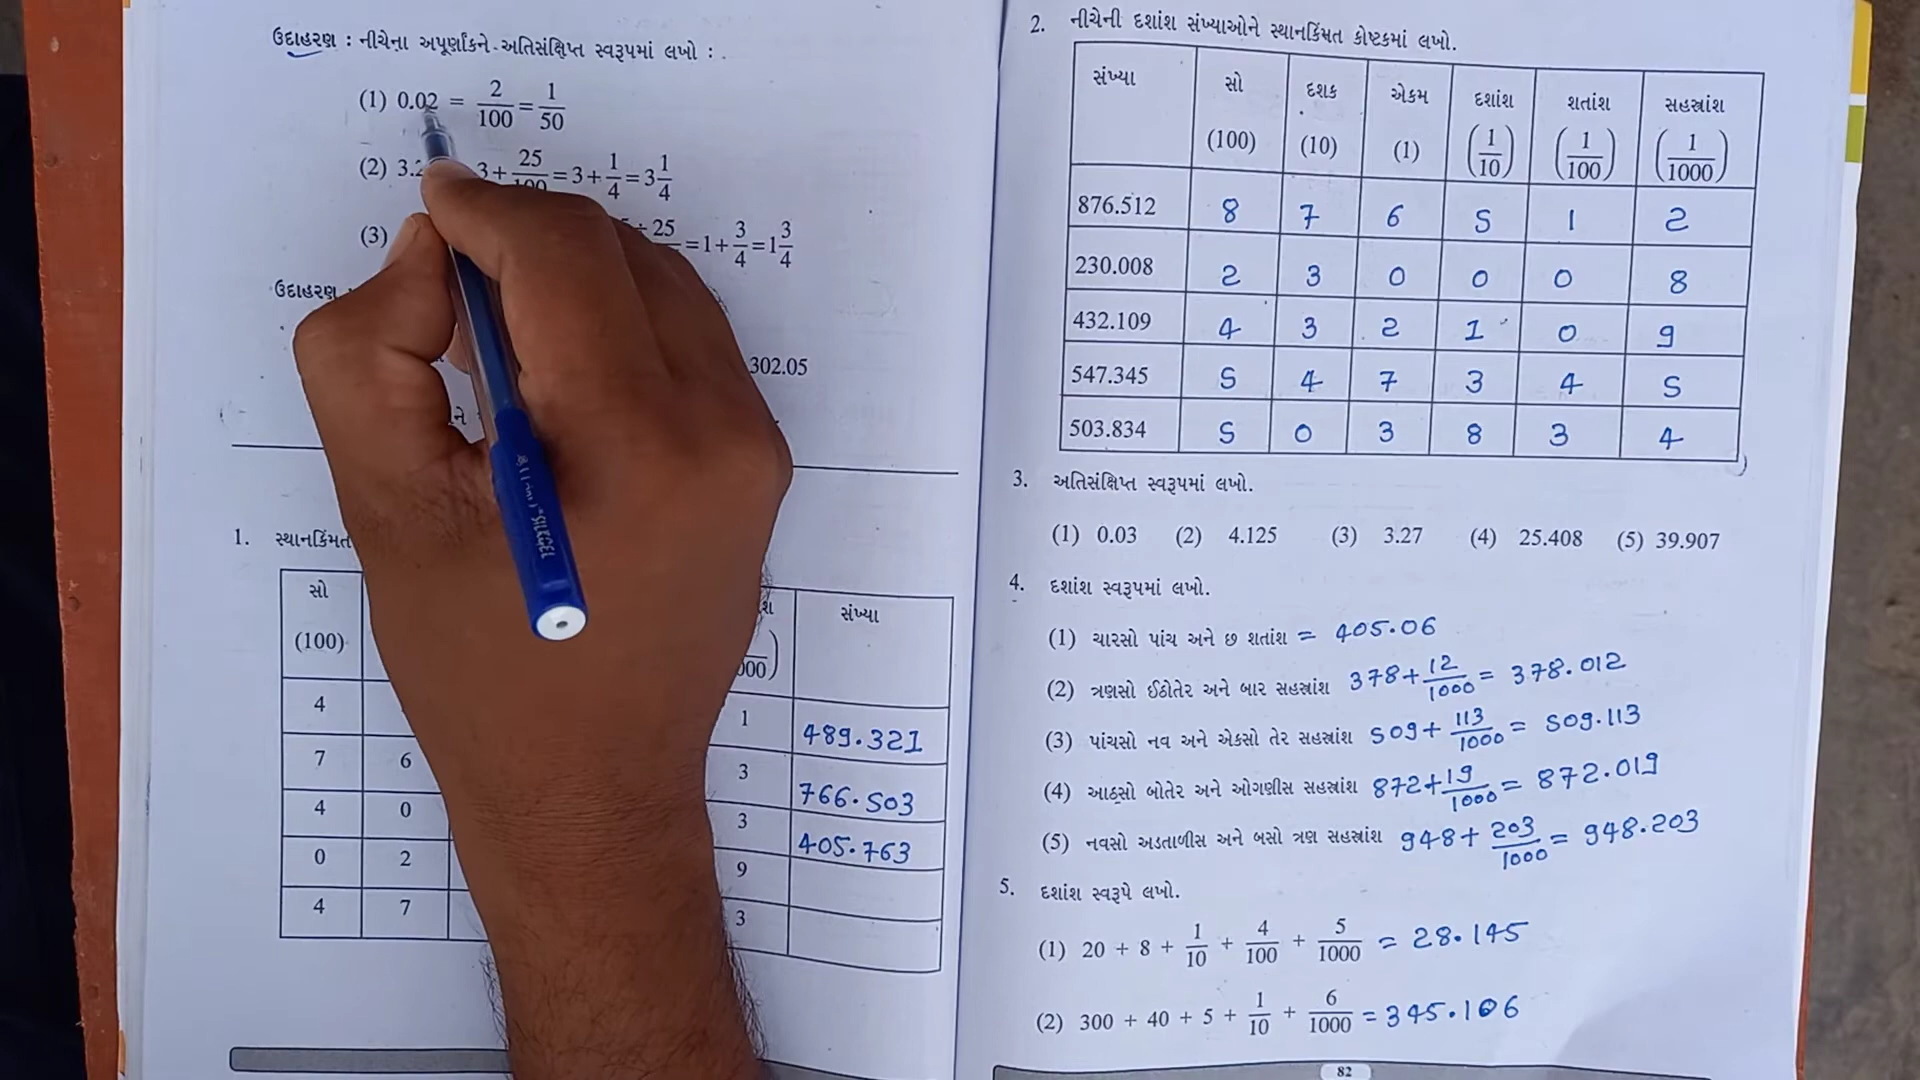 ઉદાહરણ : નીચેના અપૂર્ણાંકને અતિસંક્ષિપ્ત સ્વરૂપમાં લખો :
(1) 0.02 = 2/100 = 1/50
(2) 3.2 3 + 25/100 = 3 + 1/4 = 3 1/4
(3) ÷ 25 = 1 + 3/4 = 1 3/4
ઉદાહરણ
302.05
1. સ્થાનકિંમત
સો (100) સંખ્યા
4 1 489.321
7 6 3 766.503
4 0 3 405.763
0 2 9
4 7 3
2. નીચેની દશાંશ સંખ્યાઓને સ્થાનકિંમત કોષ્ટકમાં લખો.
સંખ્યા સો દશક એકમ દશાંશ શતાંશ સહસ્ત્રાંશ
(100) (10) (1) (1/10) (1/100) (1/1000)
876.512 8 7 6 5 1 2
230.008 2 3 0 0 0 8
432.109 4 3 2 1 0 9
547.345 5 4 7 3 4 5
503.834 5 0 3 8 3 4
3. અતિસંક્ષિપ્ત સ્વરૂપમાં લખો.
(1) 0.03 (2) 4.125 (3) 3.27 (4) 25.408 (5) 39.907
4. દશાંશ સ્વરૂપમાં લખો.
(1) ચારસો પાંચ અને છ શતાંશ = 405.06
(2) ત્રણસો ઈઠોતેર અને બાર સહસ્ત્રાંશ 378 + 12/1000 = 378.012
(3) પાંચસો નવ અને એકસો તેર સહસ્ત્રાંશ 509 + 113/1000 = 509.113
(4) આઠસો બોતેર અને ઓગણીસ સહસ્ત્રાંશ 872 + 19/1000 = 872.019
(5) નવસો અડતાળીસ અને બસો ત્રણ સહસ્ત્રાંશ 948 + 203/1000 = 948.203
5. દશાંશ સ્વરૂપે લખો.
(1) 20 + 8 + 1/10 + 4/100 + 5/1000 = 28.145
(2) 300 + 40 + 5 + 1/10 + 6/1000 = 345.106
82